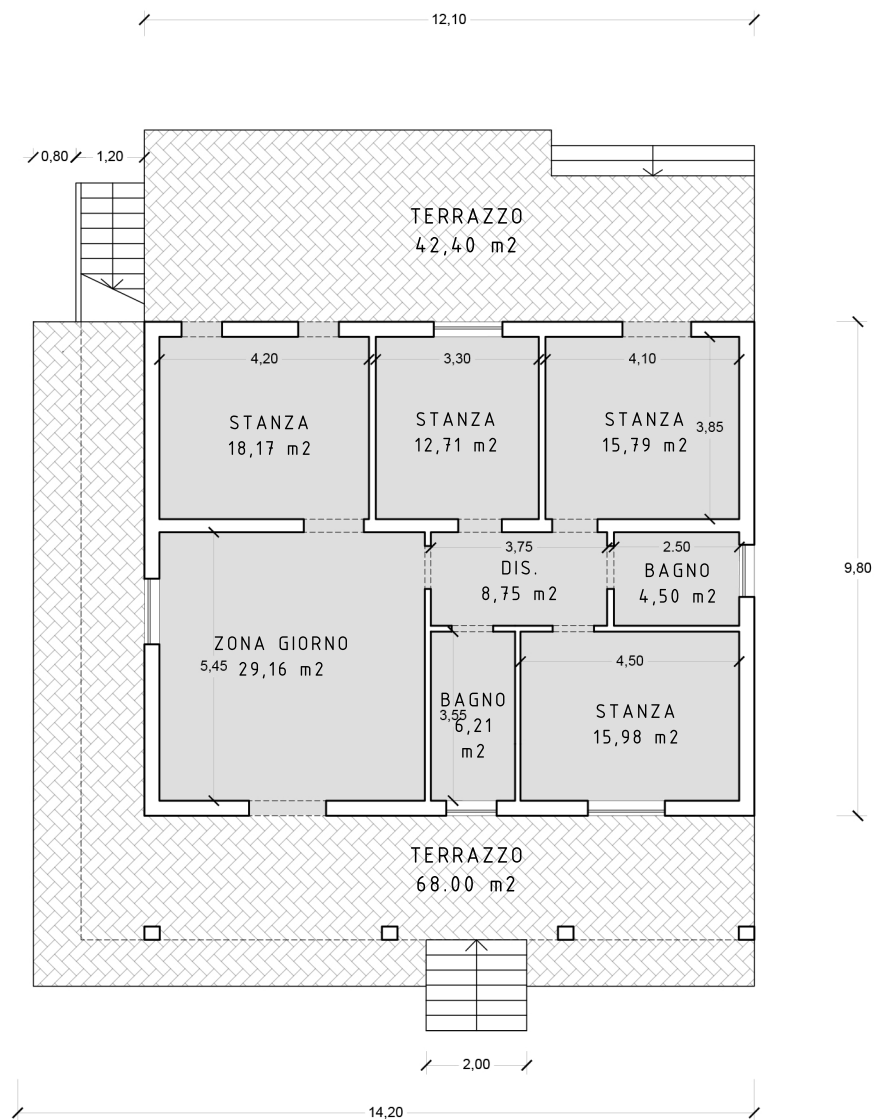 12,10
0,80
1,20
TERRAZZO
42,40 m2
4,20
3,30
4,10
STANZA
18,17 m2
STANZA
12,71 m2
STANZA
15,79 m2
3,85
3,75
2.50
DIS.
8,75 m2
BAGNO
4,50 m2
9,80
ZONA GIORNO
29,16 m2
5,45
4,50
BAGNO
6,21
m2
3,55
STANZA
15,98 m2
TERRAZZO
68.00 m2
2,00
14,20